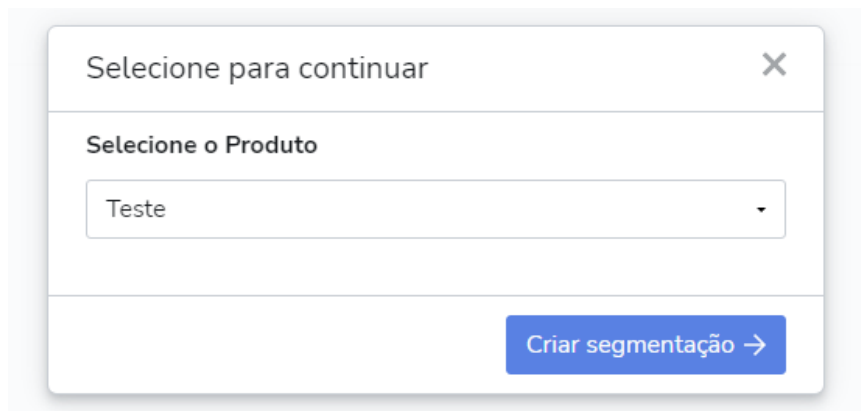 Selecione para continuar
Selecione o Produto
Teste
Criar segmentação →